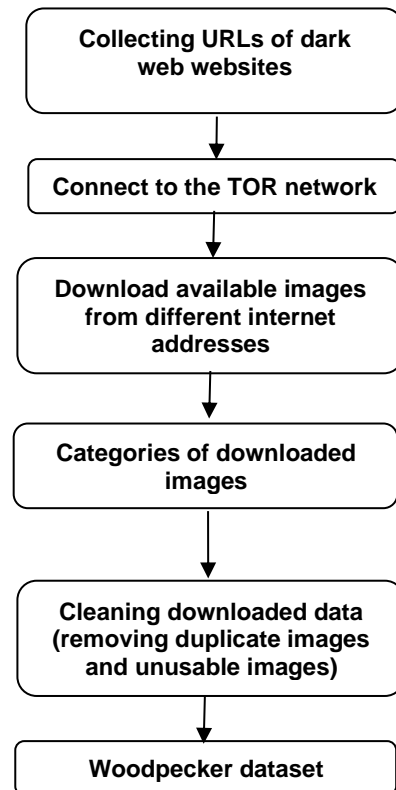 Collecting URLs of dark
web websites
Connect to the TOR network
Download available images
from different internet
addresses
Categories of downloaded
images
Cleaning downloaded data
(removing duplicate images
and unusable images)
Woodpecker dataset